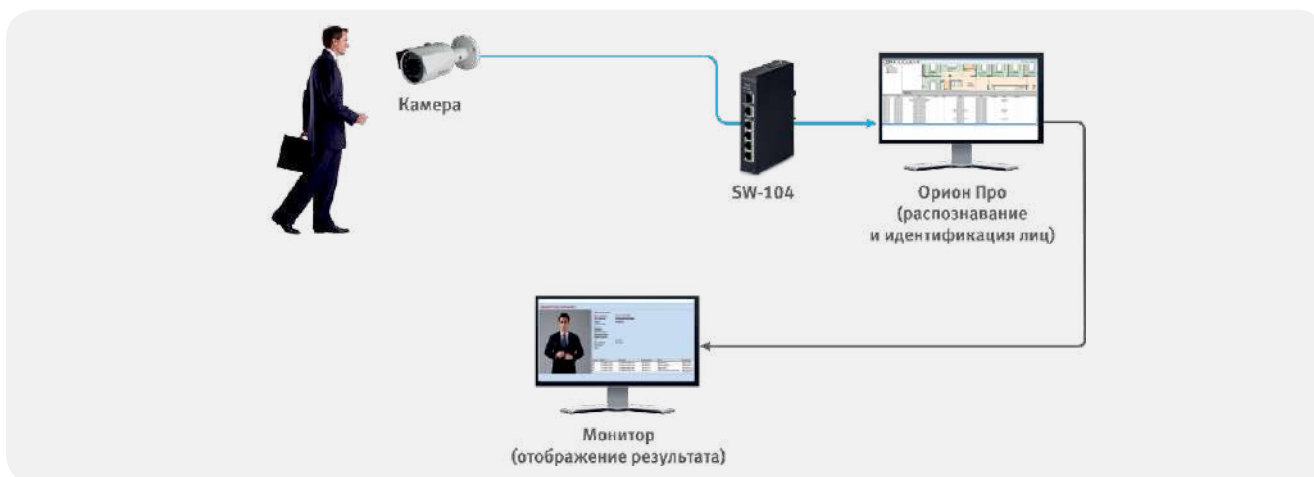 Камера
SW-104
Орион Про
(распознавание
и идентификация лиц)
Монитор
(отображение результата)